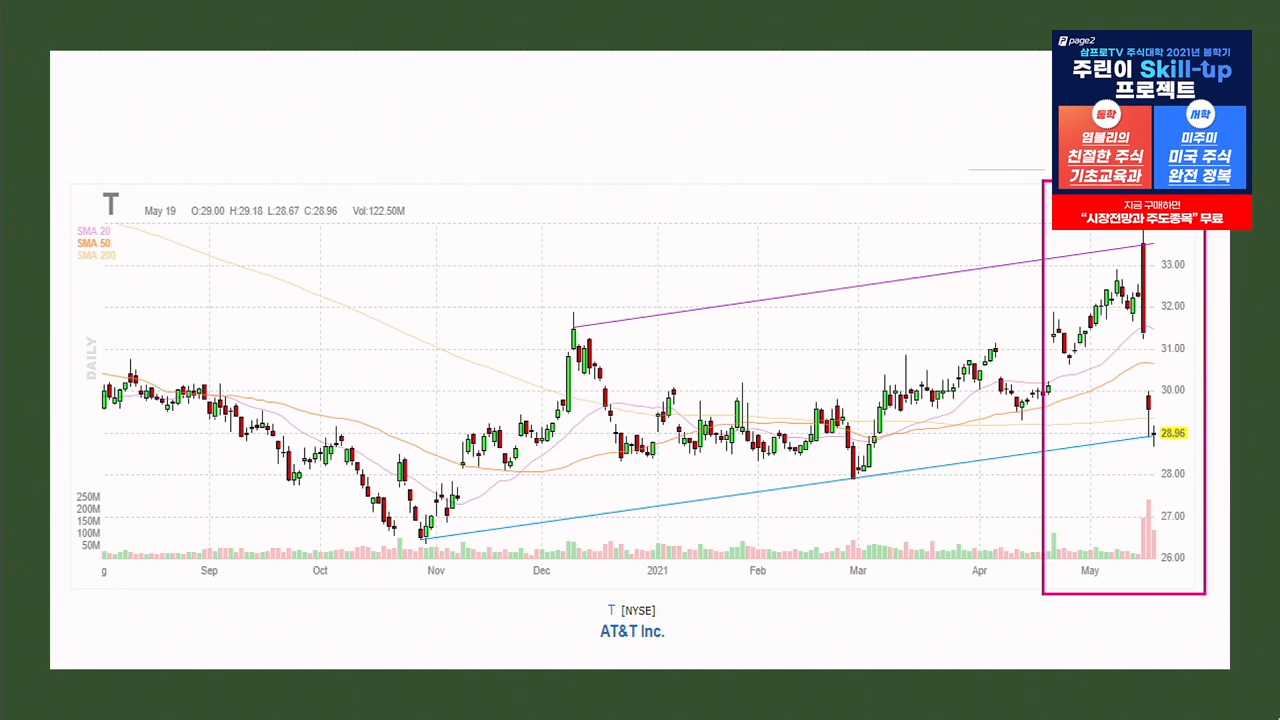 page2
삼프로TV 주식대학 2021년 봄학기
주린이 Skill-up
프로젝트
동학
염블리의
친절한 주식
기초교육과
서학
미주미
미국 주식
완전 정복
지금 구매하면
"시장전망과 주도종목" 무료
T
May 19 O:29.00 H:29.18 L:28.67 C:28.96 Vol:122.50M
SMA 20
SMA 50
SMA 200
DAILY
33.00
32.00
31.00
30.00
28.96
28.00
27.00
26.00
250M
200M
150M
100M
50M
g Sep Oct Nov Dec 2021 Feb Mar Apr May
T [NYSE]
AT&T Inc.